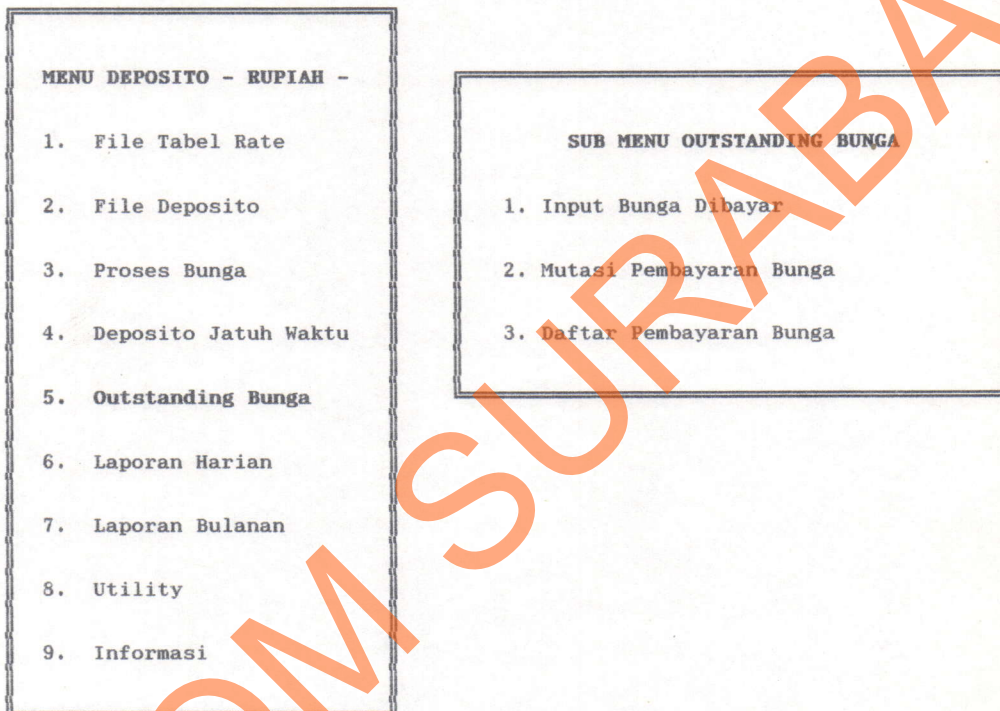 MENU DEPOSITO - RUPIAH -
1. File Tabel Rate
2. File Deposito
3. Proses Bunga
4. Deposito Jatuh Waktu
5. Outstanding Bunga
6. Laporan Harian
7. Laporan Bulanan
8. Utility
9. Informasi
SUB MENU OUTSTANDING BUNGA
1. Input Bunga Dibayar
2. Mutasi Pembayaran Bunga
3. Daftar Pembayaran Bunga
OM SURABA